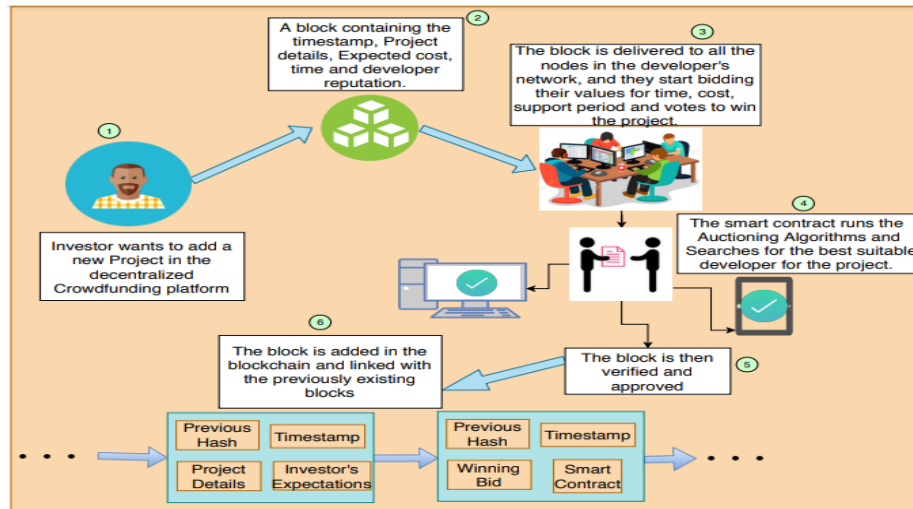 1
Investor wants to add a
new Project in the
decentralized
Crowdfunding platform
2
A block containing the
timestamp, Project
details, Expected cost,
time and developer
reputation.
3
The block is delivered to all the
nodes in the developer's
network, and they start bidding
their values for time, cost,
support period and votes to win
the project.
4
The smart contract runs the
Auctioning Algorithms and
Searches for the best suitable
developer for the project.
5
The block is then
verified and
approved
6
The block is added in the
blockchain and linked with
the previously existing
blocks
Previous
Hash
Timestamp
Project
Details
Investor's
Expectations
Previous
Hash
Timestamp
Winning
Bid
Smart
Contract